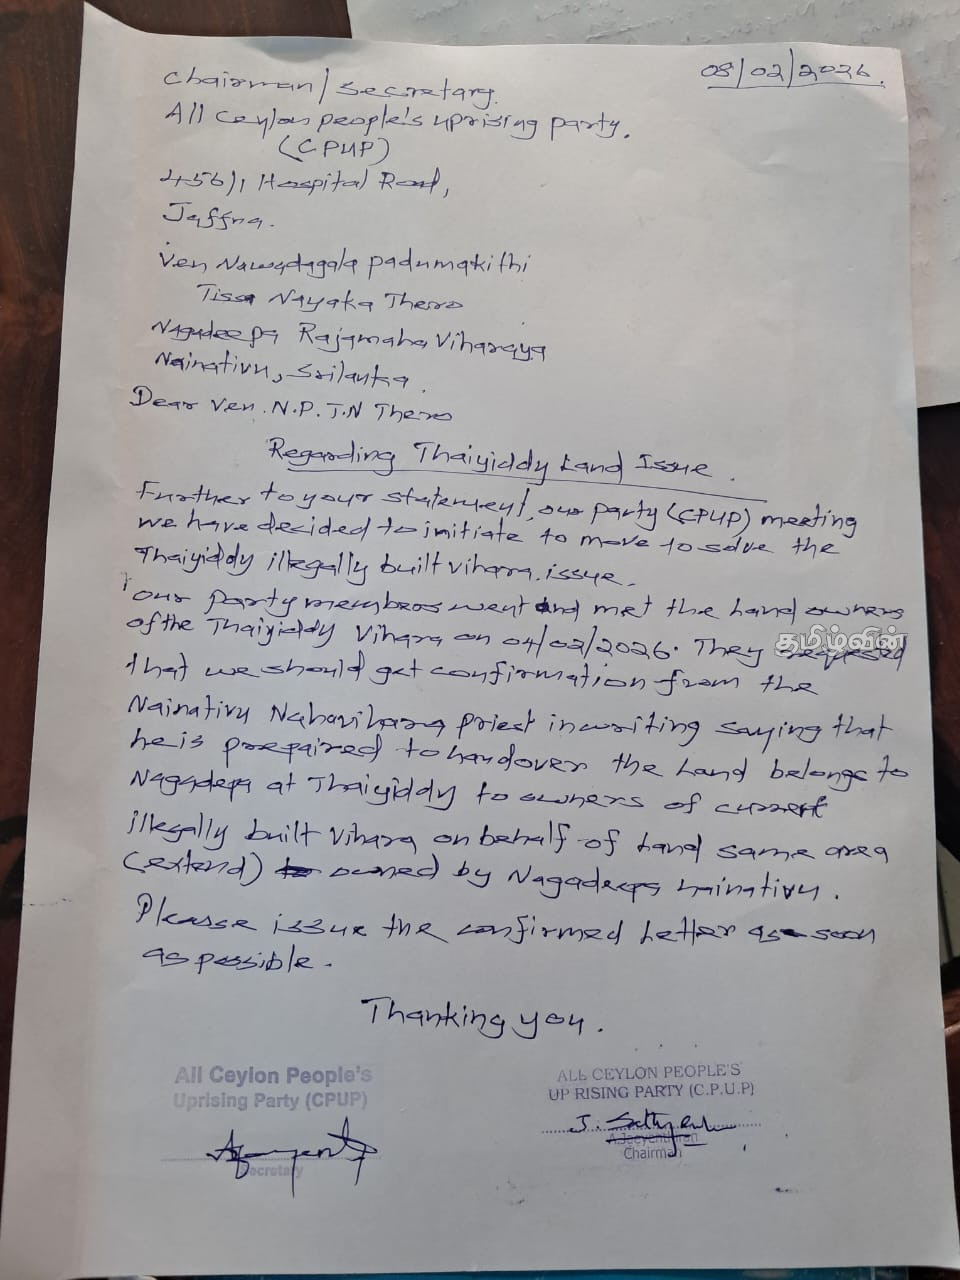 08/02/2026.
Chairman/Secretary.
All Ceylon people's uprising party.
(CPUP)
456/1 Hospital Road,
Jaffna.
Ven Nawadagala padumakithi
Tissa Nayaka Thero
Nagadeepa Rajamaha Viharaya
Nainativu, Srilanka.
Dear Ven. N.P.T.N Thero
Regarding Thaiyiddy Land Issue.
Further to your statement, our party (CPUP) meeting
we have decided to initiate to move to solve the
Thaiyiddy illegally built vihara issue.
our party members went and met the Land owners
of the Thaiyiddy Vihara on 04/02/2026. They requested
தமிழ்வின்
that we should get confirmation from the
Nainativu Nahavihara priest in writing saying that
he is prepaired to handover the Land belongs to
Nagadepa at Thaiyiddy to owners of current
illegally built Vihara on behalf of Land same area
(extend) owned by Nagadeepa nainativu.
Pleasse issue the confirmed Letter as soon
as possible.
Thanking you.
All Ceylon People's
Uprising Party (CPUP)
Secretary
ALL CEYLON PEOPLE'S
UP RISING PARTY (C.P.U.P)
A.Jaeyenthiran
Chairman